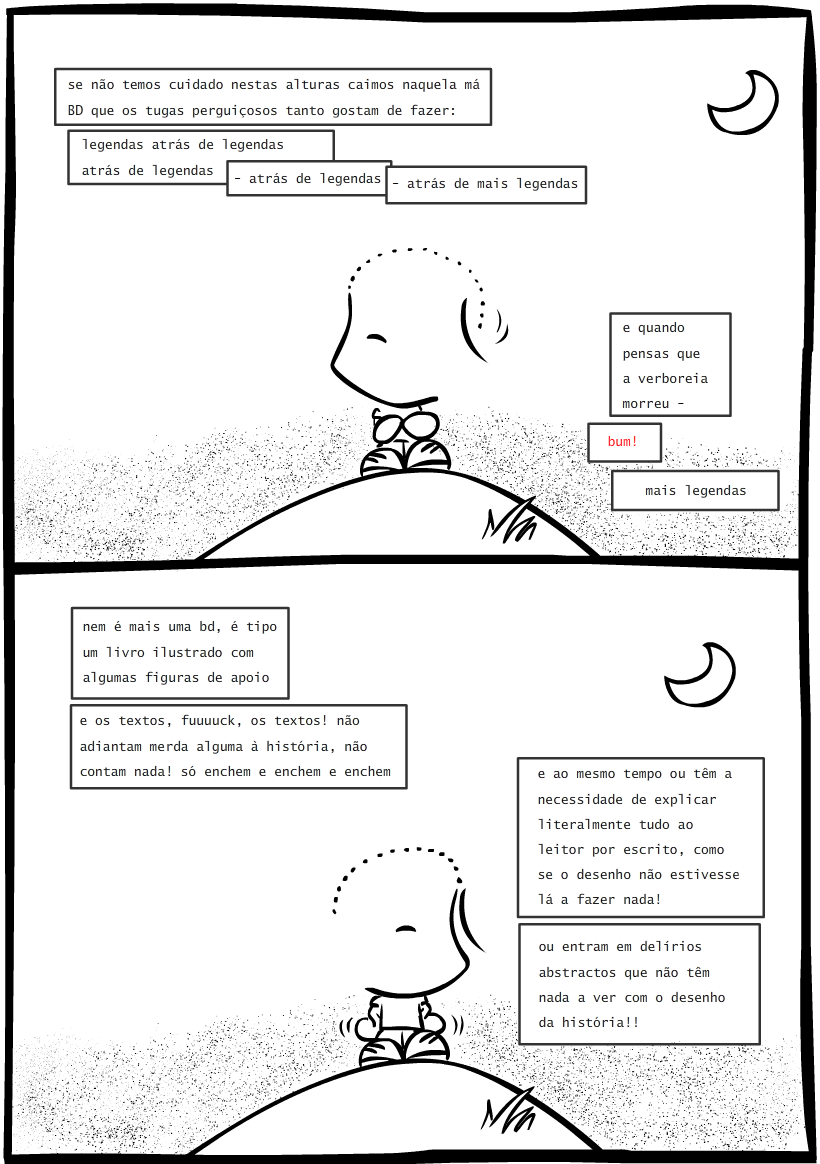 se não temos cuidado nestas alturas caimos naquela má
BD que os tugas perguiçosos tanto gostam de fazer:
legendas atrás de legendas
atrás de legendas
- atrás de legendas
- atrás de mais legendas
e quando
pensas que
a verboreia
morreu -
bum!
mais legendas
nem é mais uma bd, é tipo
um livro ilustrado com
algumas figuras de apoio
e os textos, fuuuuck, os textos! não
adiantam merda alguma à história, não
contam nada! só enchem e enchem e enchem
e ao mesmo tempo ou têm a
necessidade de explicar
literalmente tudo ao
leitor por escrito, como
se o desenho não estivesse
lá a fazer nada!
ou entram em delírios
abstractos que não têm
nada a ver com o desenho
da história!!